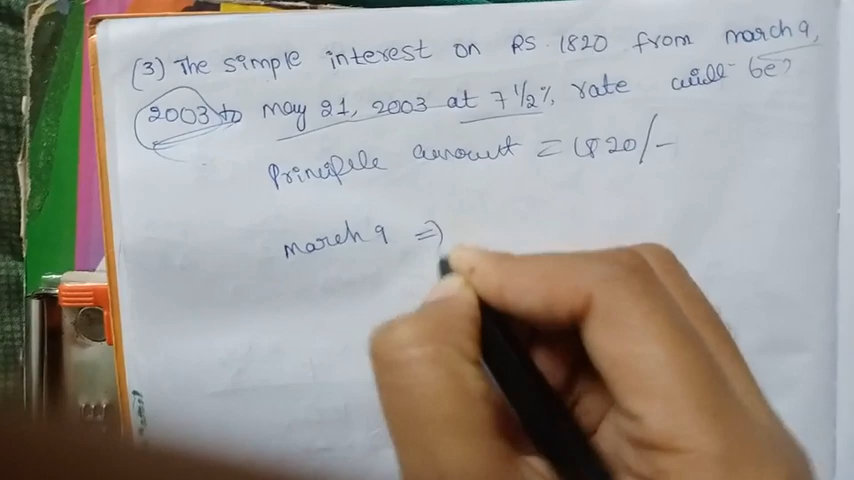 (3) The simple interest on RS. 1820 from march 9,
2003 to May 21, 2003 at 7 1/2 % rate will be?
Principle amount = 1820/-
march 9 =>